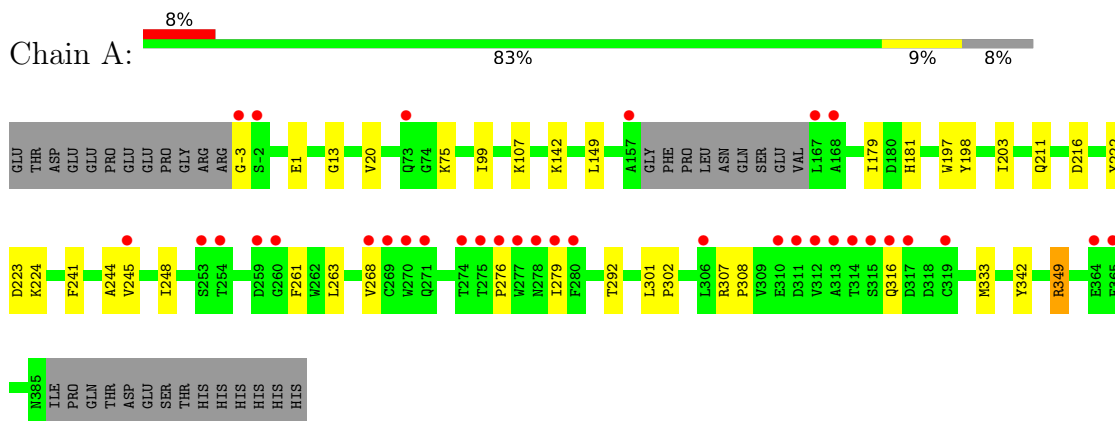 8%
Chain A:
83% 9% 8%
GLU THR ASP GLU GLU PRO GLU GLU PRO GLY ARG ARG G-3 S-2 E1 G13 V20 Q73 G74 K75 I99 K107 K142 L149 A157 GLY PHE PRO LEU ASN GLN SER GLU VAL L167 A168 I179 D180 H181 W197 Y198 I203 Q211 D216
D223 K224 F241 A244 V245 I248 S253 T254 D259 G260 F261 W262 L263 V268 C269 W270 Q271 T274 T275 P276 W277 N278 I279 F280 T292 L301 P302 L306 R307 P308 V309 E310 D311 V312 A313 T314 S315 Q316 D317 D318 C319 M333 Y342 R349 E364
N385 ILE PRO GLN THR ASP GLU SER THR HIS HIS HIS HIS HIS HIS